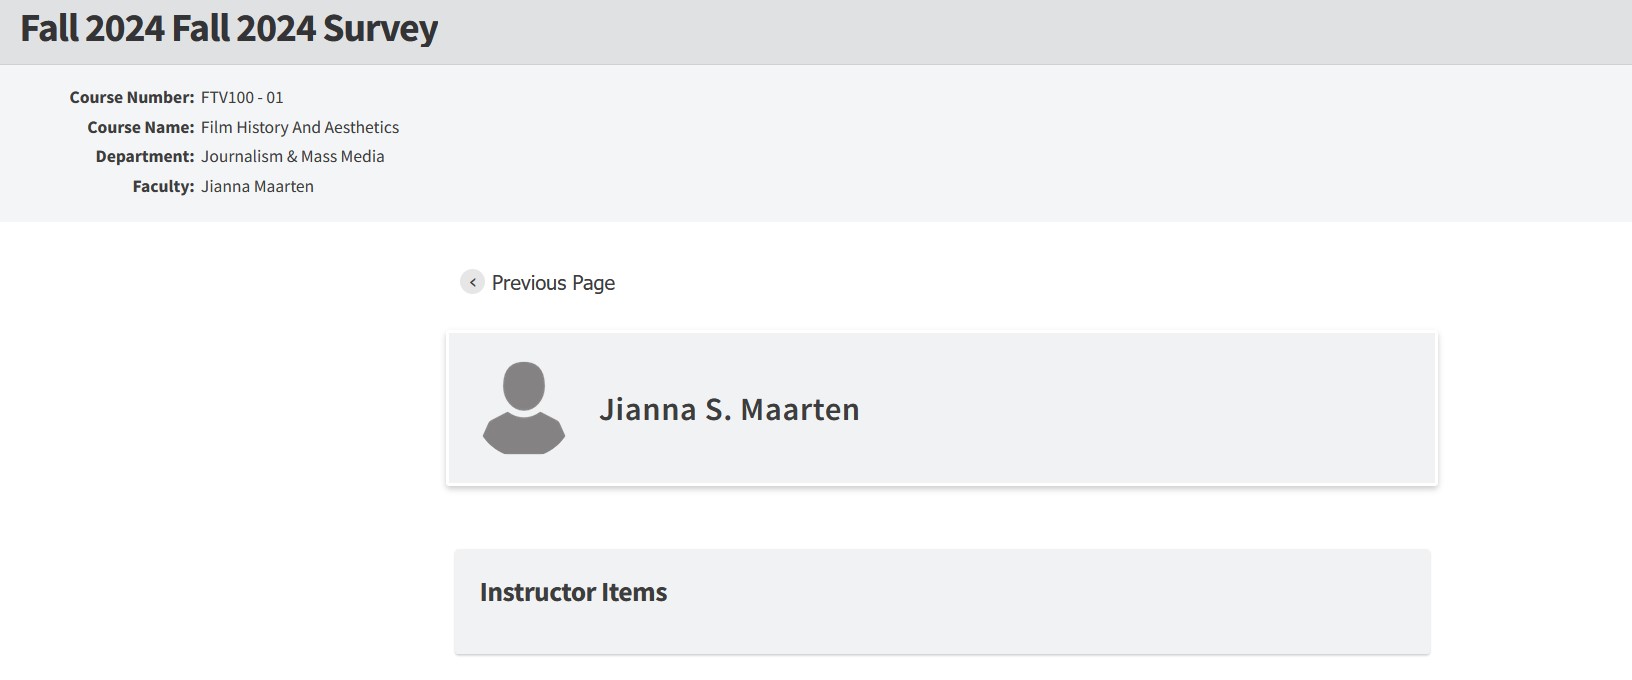 Fall 2024 Fall 2024 Survey
Course Number: FTV100 - 01
Course Name: Film History And Aesthetics
Department: Journalism & Mass Media
Faculty: Jianna Maarten
Previous Page
Jianna S. Maarten
Instructor Items